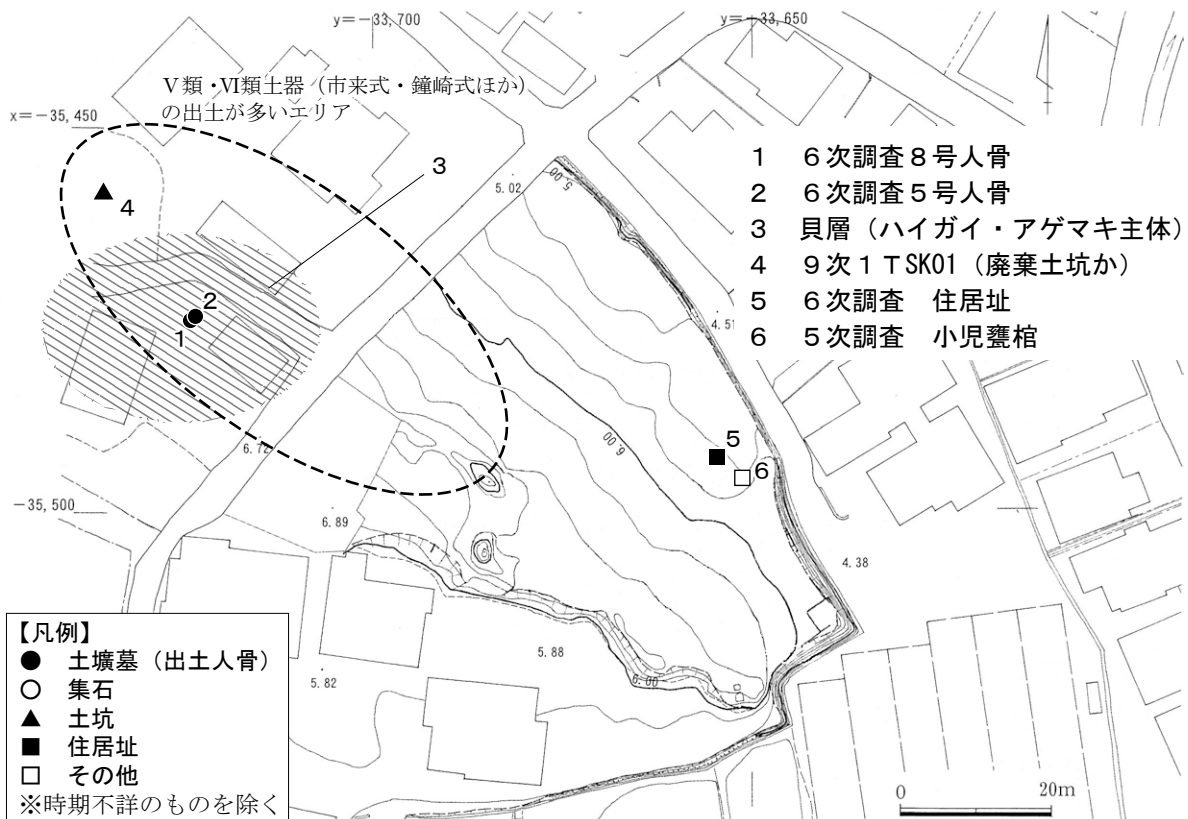 y＝－33,700
y＝－33,650
Ⅴ類・Ⅵ類土器（市来式・鐘崎式ほか）
の出土が多いエリア
x＝－35,450
3
5.00
5.02
4
2
1
4.51
1　６次調査８号人骨
2　６次調査５号人骨
3　貝層（ハイガイ・アゲマキ主体）
4　９次１ＴSK01（廃棄土坑か）
5　６次調査　住居址
6　５次調査　小児甕棺
6.00
5
6
6.72
－35,500
6.89
4.38
5.88
6.00
5.82
【凡例】
● 土壙墓（出土人骨）
○ 集石
▲ 土坑
■ 住居址
□ その他
※時期不詳のものを除く
0
20m